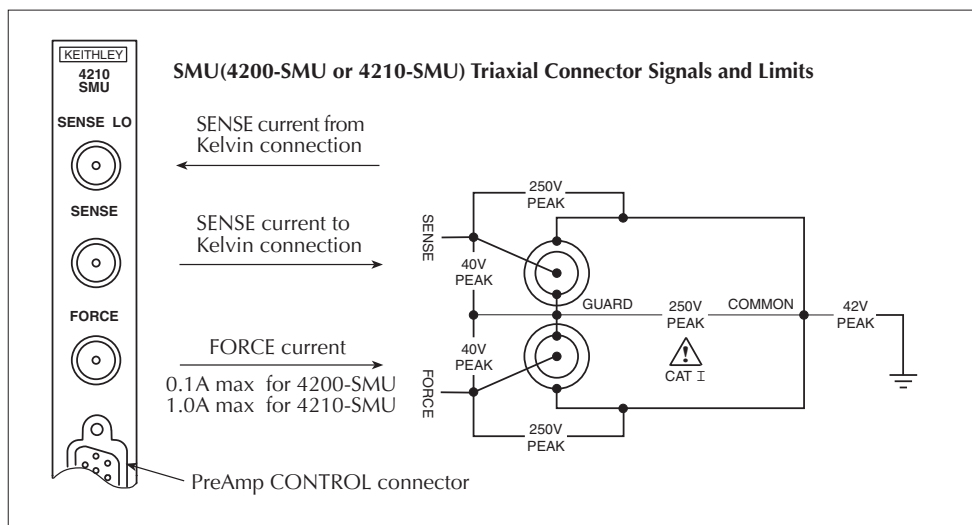 KEITHLEY
4210
SMU
SENSE LO
SENSE
FORCE
SMU(4200-SMU or 4210-SMU) Triaxial Connector Signals and Limits
SENSE current from
Kelvin connection
SENSE current to
Kelvin connection
FORCE current
0.1A max for 4200-SMU
1.0A max for 4210-SMU
PreAmp CONTROL connector
250V
PEAK
SENSE
40V
PEAK
GUARD
250V
PEAK
COMMON
42V
PEAK
40V
PEAK
CAT I
FORCE
250V
PEAK